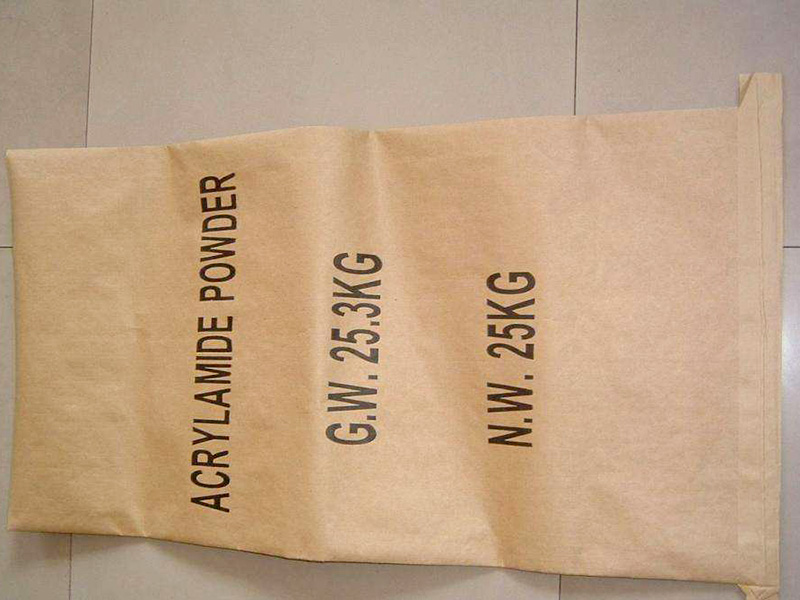 ACRYLAMIDE POWDER
G.W. 25.3KG
N.W. 25KG